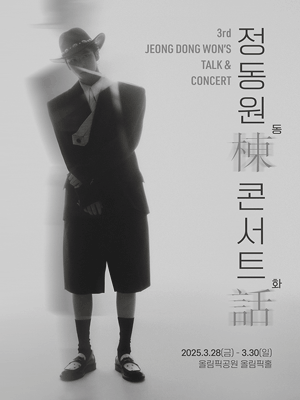 3rd
JEONG DONG WON'S
TALK &
CONCERT
정동원
棟동
콘서트
話화
2025.3.28(금) - 3.30(일)
올림픽공원 올림픽홀